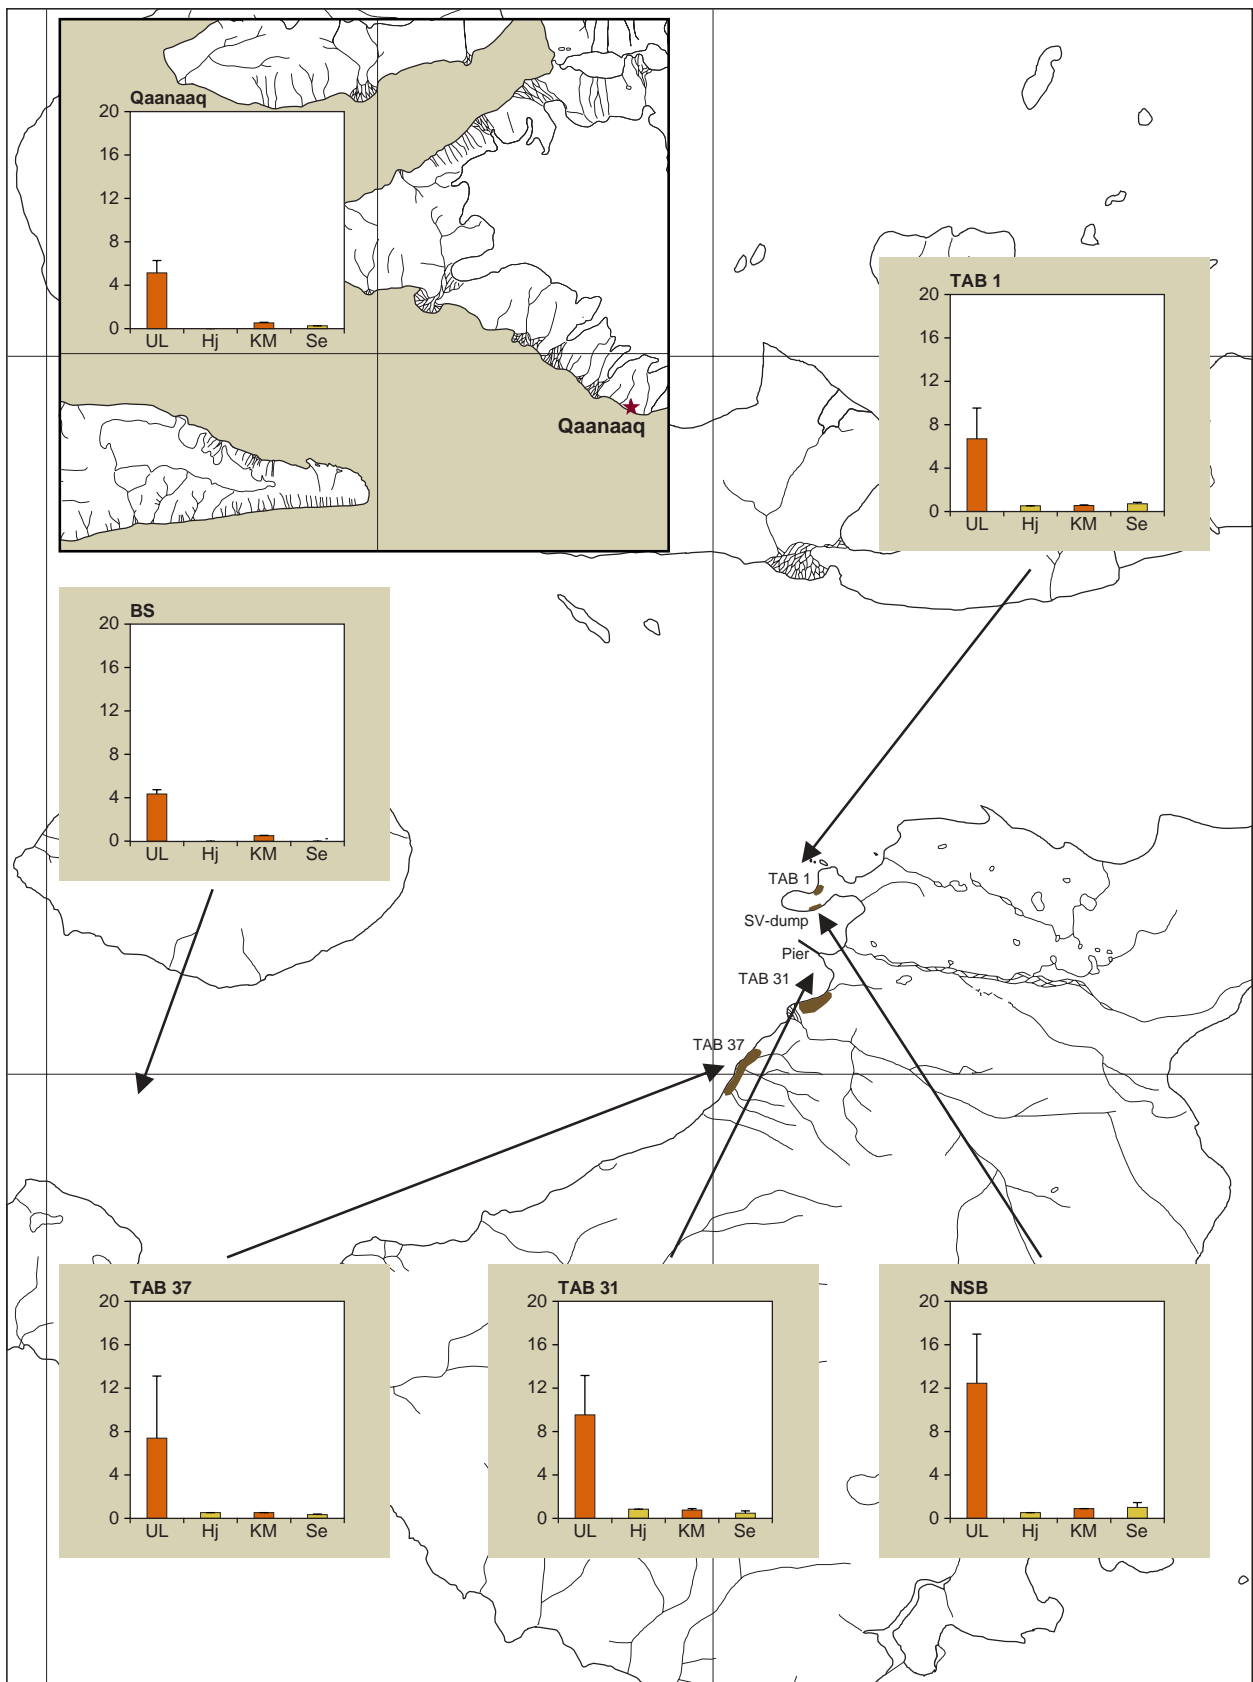 Qaanaaq
20
16
12
8
4
0
UL Hj KM Se
Qaanaaq
TAB 1
20
16
12
8
4
0
UL Hj KM Se
BS
20
16
12
8
4
0
UL Hj KM Se
TAB 1
SV-dump
Pier
TAB 31
TAB 37
TAB 37
20
16
12
8
4
0
UL Hj KM Se
TAB 31
20
16
12
8
4
0
UL Hj KM Se
NSB
20
16
12
8
4
0
UL Hj KM Se